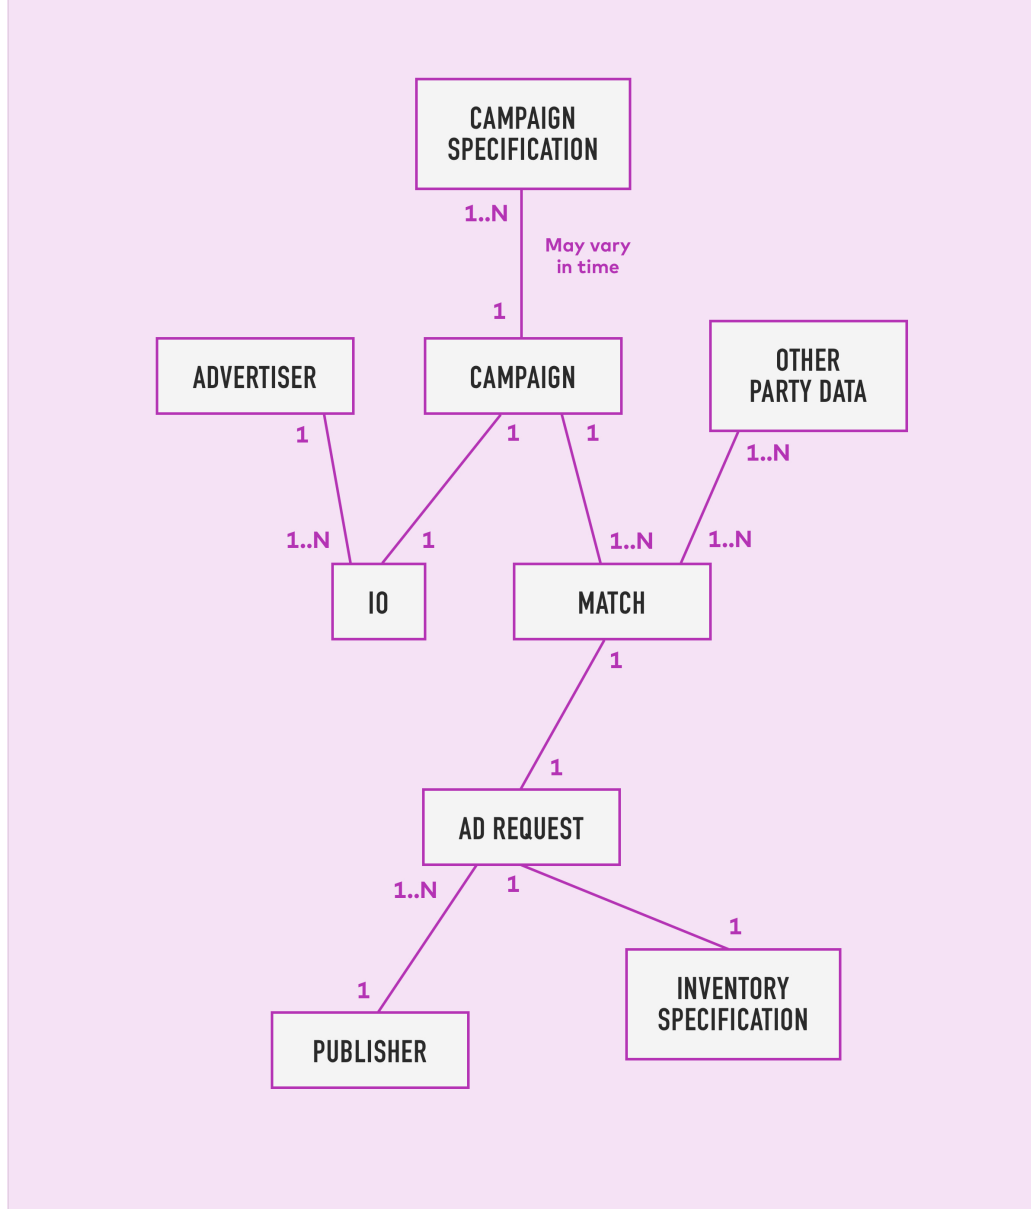 CAMPAIGN
SPECIFICATION
1..N
May vary
in time
1
ADVERTISER
CAMPAIGN
OTHER
PARTY DATA
1
1
1
1..N
1..N
1
1..N
1..N
IO
MATCH
1
1
AD REQUEST
1..N
1
1
1
INVENTORY
SPECIFICATION
PUBLISHER